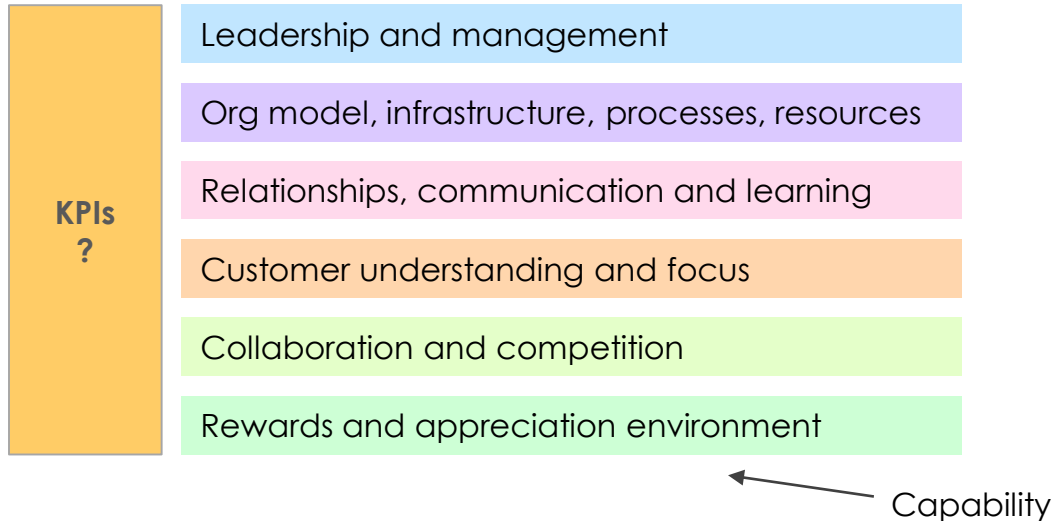 KPIs
?
Leadership and management
Org model, infrastructure, processes, resources
Relationships, communication and learning
Customer understanding and focus
Collaboration and competition
Rewards and appreciation environment
Capability